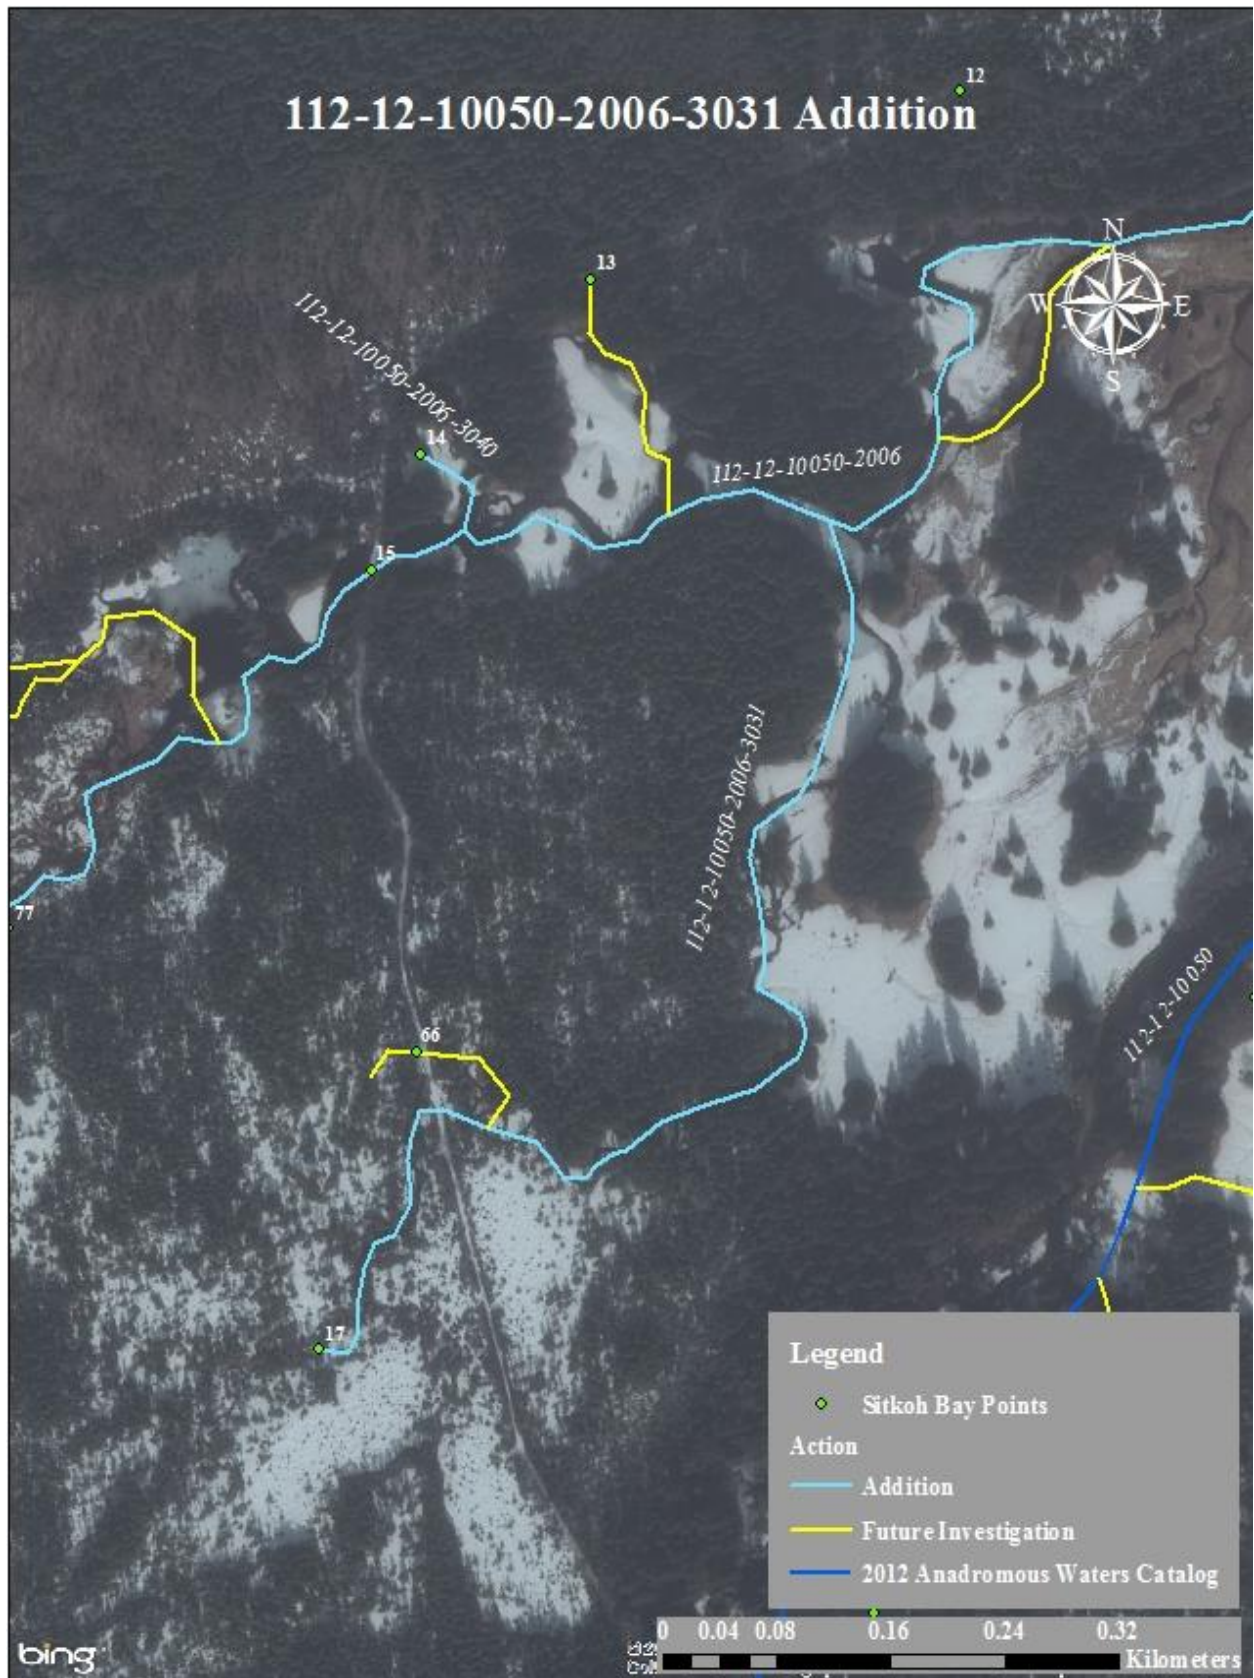 12
112-12-10050-2006-3031 Addition
N
W
E
S
13
112-12-10050-2006-3040
14
112-12-10050-2006
15
112-12-10050-2006-3031
77
112-12-10050
66
17
Legend
Sitkoh Bay Points
Action
Addition
Future Investigation
2012 Anadromous Waters Catalog
0 0.04 0.08 0.16 0.24 0.32
Kilometers
bing